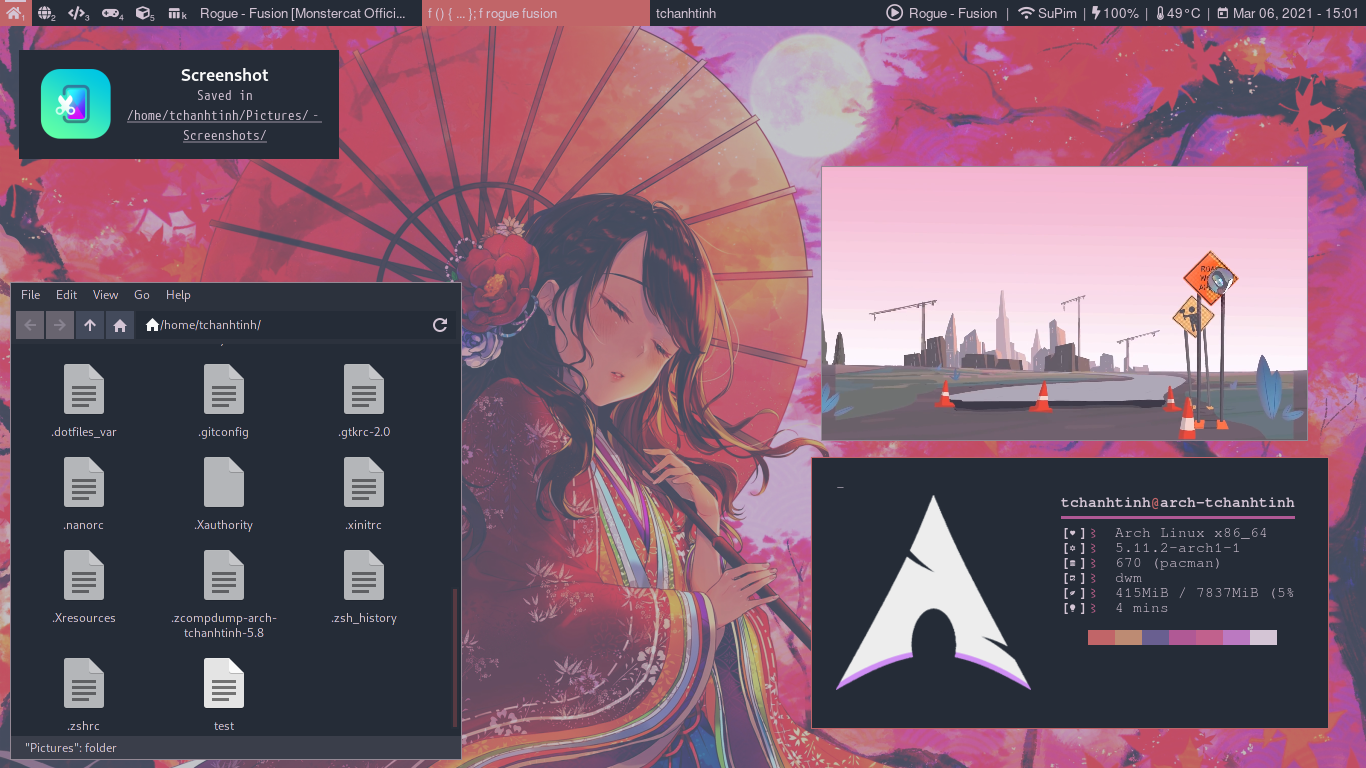 1 2 3 4 5 k Rogue - Fusion [Monstercat Offici... f () { ... }; f rogue fusion tchanhtinh Rogue - Fusion | SuPim | 100% | 49°C | Mar 06, 2021 - 15:01
Screenshot
Saved in
/home/tchanhtinh/Pictures/ -
Screenshots/
File Edit View Go Help
/home/tchanhtinh/
.dotfiles_var .gitconfig .gtkrc-2.0
.nanorc .Xauthority .xinitrc
.Xresources .zcompdump-arch- .zsh_history
tchanhtinh-5.8
.zshrc test
"Pictures": folder
tchanhtinh@arch-tchanhtinh
Arch Linux x86_64
5.11.2-arch1-1
670 (pacman)
dwm
415MiB / 7837MiB (5%
4 mins